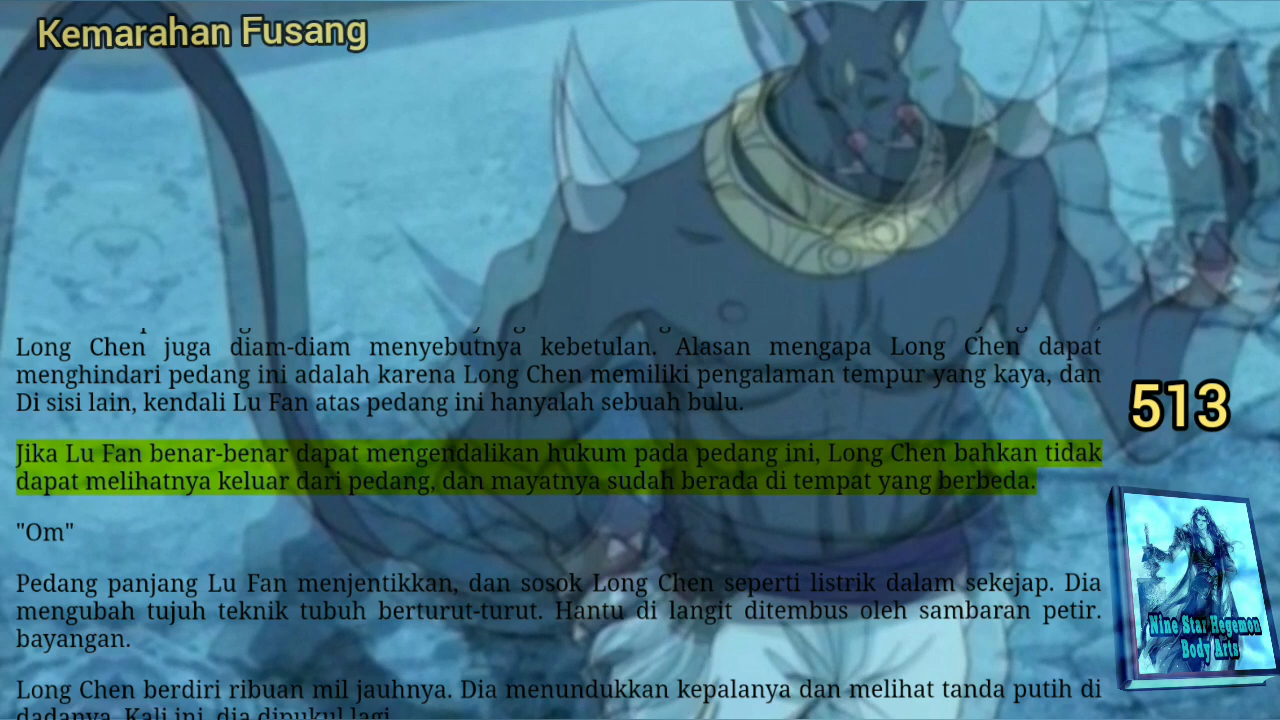 Kemarahan Fusang
Long Chen juga diam-diam menyebutnya kebetulan. Alasan mengapa Long Chen dapat
menghindari pedang ini adalah karena Long Chen memiliki pengalaman tempur yang kaya, dan
Di sisi lain, kendali Lu Fan atas pedang ini hanyalah sebuah bulu.
513
Jika Lu Fan benar-benar dapat mengendalikan hukum pada pedang ini, Long Chen bahkan tidak
dapat melihatnya keluar dari pedang, dan mayatnya sudah berada di tempat yang berbeda.
"Om"
Pedang panjang Lu Fan menjentikkan, dan sosok Long Chen seperti listrik dalam sekejap. Dia
mengubah tujuh teknik tubuh berturut-turut. Hantu di langit ditembus oleh sambaran petir.
bayangan.
Nine Star Hegemon
Body Arts
Long Chen berdiri ribuan mil jauhnya. Dia menundukkan kepalanya dan melihat tanda putih di
dadanya. Kali ini, dia dipukul lagi.